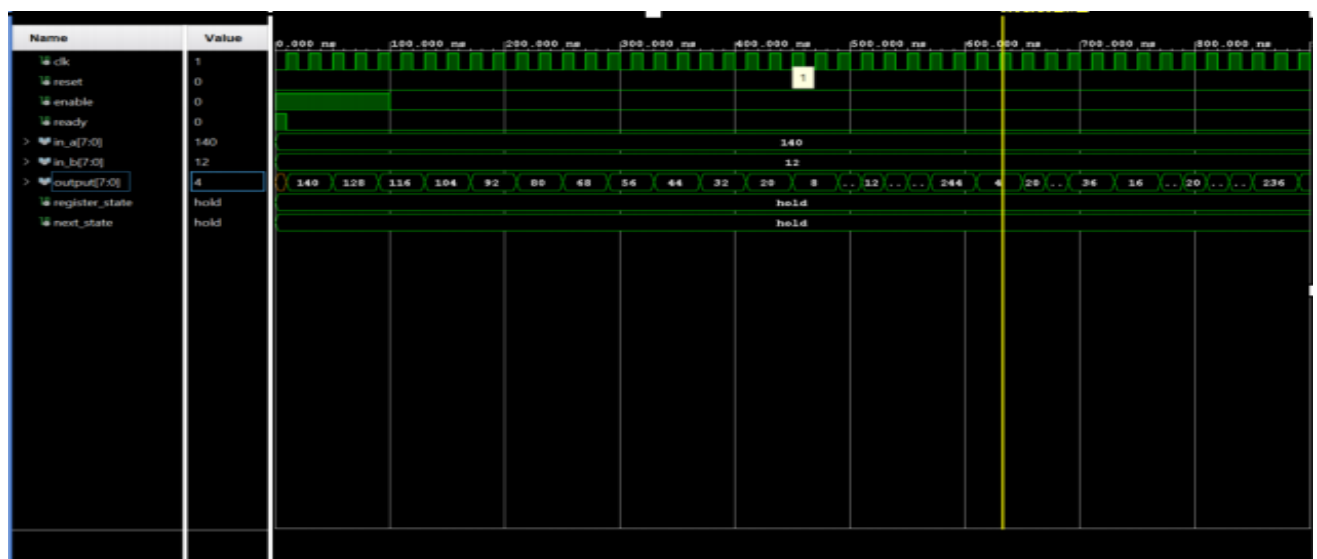 Name Value 0.000 ns 100.000 ns 200.000 ns 300.000 ns 400.000 ns 500.000 ns 600.000 ns 700.000 ns 800.000 ns
clk 1
reset 0 1
enable 0
ready 0
in_a[7:0] 140 140
in_b[7:0] 12 12
output[7:0] 4 140 128 116 104 92 80 68 56 44 32 20 8 .. 12 .. .. 244 4 20 .. 36 16 .. 20 .. .. 236
register_state hold hold
next_state hold hold